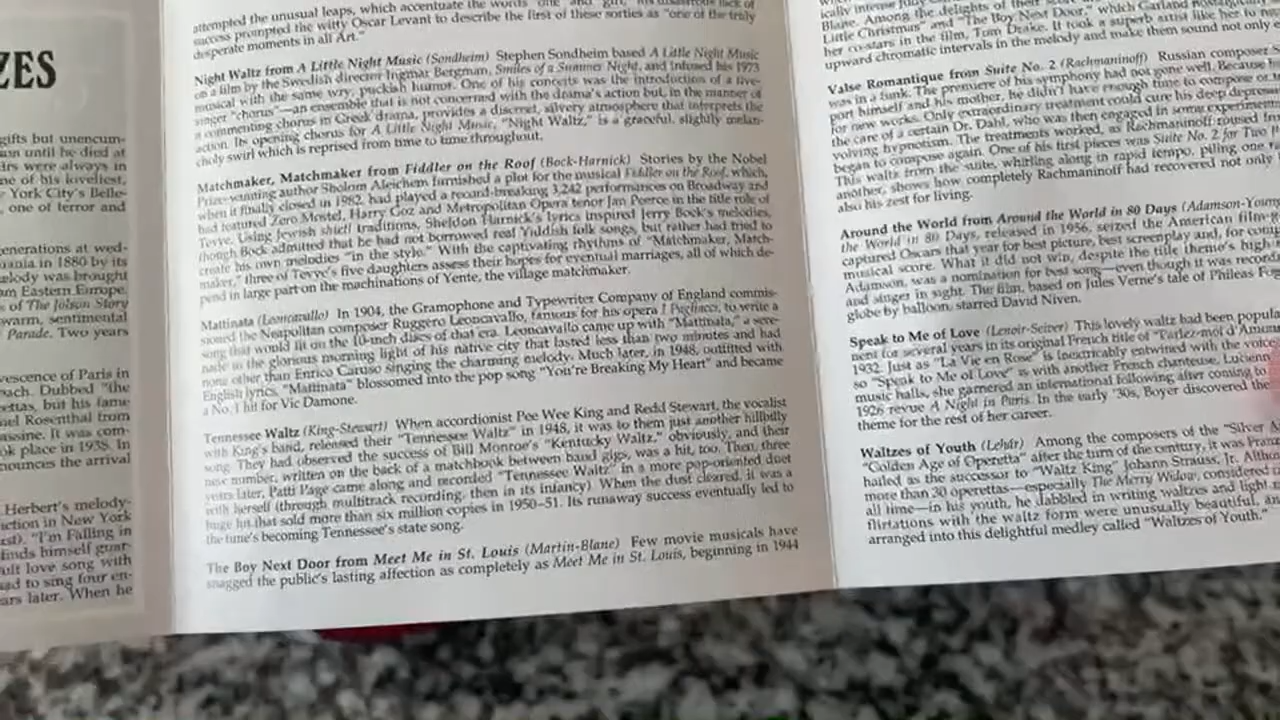 ZES
gifts but unencum-
an until he died at
rs were always in
ne of his loveliest,
York City's Belle-
, one of terror and
enerations at wed-
ania in 1880 by its
elody was brought
m Eastern Europe.
s of The Jolson Story
warm, sentimental
Parade. Two years
vescence of Paris in
ach. Dubbed "the
ettas, but his fame
uel Rosenthal from
assine. It was com-
ok place in 1938. In
nounces the arrival
Herbert's melody-
uction in New York
rst). "I'm Falling in
finds himself guar-
ult love song with
ad to sing four en-
ars later. When he
attempted the unusual leaps, which accentuate the words "one" and "girl," lack of
success prompted the witty Oscar Levant to describe the first of these sorties as "one of the truly
desperate moments in all Art."
Night Waltz from A Little Night Music (Sondheim) Stephen Sondheim based A Little Night Music
on a film by the Swedish director Ingmar Bergman, Smiles of a Summer Night, and infused his 1973
musical with the same wry, puckish humor. One of his conceits was the introduction of a five-
singer "chorus"—an ensemble that is not concerned with the drama's action but, in the manner of
a commenting chorus in Greek drama, provides a discreet, silvery atmosphere that interprets the
action. Its opening chorus for A Little Night Music, "Night Waltz," is a graceful, slightly melan-
choly swirl which is reprised from time to time throughout.
Matchmaker, Matchmaker from Fiddler on the Roof (Bock-Harnick) Stories by the Nobel
Prize-winning author Sholom Aleichem furnished a plot for the musical Fiddler on the Roof, which,
when it finally closed in 1982, had played a record-breaking 3,242 performances on Broadway and
had featured Zero Mostel, Harry Goz and Metropolitan Opera tenor Jan Peerce in the title role of
Tevye. Using Jewish shtetl traditions, Sheldon Harnick's lyrics inspired Jerry Bock's melodies,
though Bock admitted that he had not borrowed real Yiddish folk songs, but rather had tried to
create his own melodies "in the style." With the captivating rhythms of "Matchmaker, Match-
maker," three of Tevye's five daughters assess their hopes for eventual marriages, all of which de-
pend in large part on the machinations of Yente, the village matchmaker.
Mattinata (Leoncavallo) In 1904, the Gramophone and Typewriter Company of England commis-
sioned the Neapolitan composer Ruggero Leoncavallo, famous for his opera I Pagliacci, to write a
song that would fit on the 10-inch discs of that era. Leoncavallo came up with "Mattinata," a sere-
nade to the glorious morning light of his native city that lasted less than two minutes and had
none other than Enrico Caruso singing the charming melody. Much later, in 1948, outfitted with
English lyrics, "Mattinata" blossomed into the pop song "You're Breaking My Heart" and became
a No. 1 hit for Vic Damone.
Tennessee Waltz (King-Stewart) When accordionist Pee Wee King and Redd Stewart, the vocalist
with King's band, released their "Tennessee Waltz" in 1948, it was to them just another hillbilly
song. They had observed the success of Bill Monroe's "Kentucky Waltz," obviously, and their
new number, written on the back of a matchbook between band gigs, was a hit, too. Then, three
years later, Patti Page came along and recorded "Tennessee Waltz" in a more pop-oriented duet
with herself (through multitrack recording, then in its infancy). When the dust cleared, it was a
huge hit that sold more than six million copies in 1950-51. Its runaway success eventually led to
the tune's becoming Tennessee's state song.
The Boy Next Door from Meet Me in St. Louis (Martin-Blane) Few movie musicals have
snagged the public's lasting affection as completely as Meet Me in St. Louis, beginning in 1944
Blane. Among the delights of their
Little Christmas" and "The Boy Next Door," which Garland
her co-stars in the film, Tom Drake. It took a superb artist like her to
upward chromatic intervals in the melody and make them sound not only
Valse Romantique from Suite No. 2 (Rachmaninoff) Russian composer
was in a funk. The premiere of his symphony had not gone well. Because
port himself and his mother, he didn't have enough time to compose or
for new works. Only extraordinary treatment could cure his deep depres
the care of a certain Dr. Dahl, who was then engaged in some experiment
volving hypnotism. The treatments worked, as Rachmaninoff roused
began to compose again. One of his first pieces was Suite No. 2 for Two
This waltz from the suite, whirling along in rapid tempo, piling one
another, shows how completely Rachmaninoff had recovered not only
also his zest for living.
Around the World from Around the World in 80 Days (Adamson-Young
the World in 80 Days, released in 1956, seized the American film-g
captured Oscars that year for best picture, best screenplay and, for
musical score. What it did not win, despite the title theme's high
Adamson, was a nomination for best song—even though it was record
and singer in sight. The film, based on Jules Verne's tale of Phileas Fog
globe by balloon, starred David Niven.
Speak to Me of Love (Lenoir-Seiver) This lovely waltz had been popula
nent for several years in its original French title of "Parlez-moi d'Amour
1932. Just as "La Vie en Rose" is inextricably entwined with the voice
so "Speak to Me of Love" is with another French chanteuse, Lucienn
music halls, she garnered an international following after coming to
1926 revue A Night in Paris. In the early '30s, Boyer discovered the
theme for the rest of her career.
Waltzes of Youth (Lehár) Among the composers of the "Silver A
"Golden Age of Operetta" after the turn of the century, it was Franz
hailed as the successor to "Waltz King" Johann Strauss, Jr. Altho
more than 30 operettas—especially The Merry Widow, considered
all time—in his youth, he dabbled in writing waltzes and light
flirtations with the waltz form were unusually beautiful, an
arranged into this delightful medley called "Waltzes of Youth."